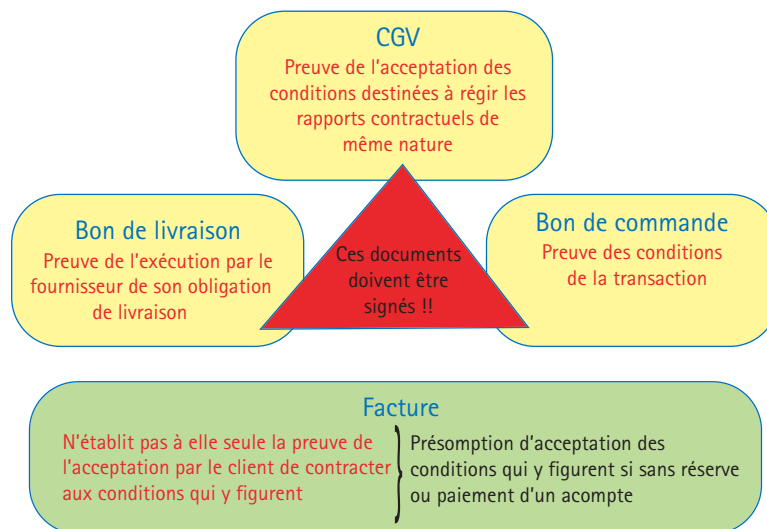 CGV
Preuve de l'acceptation des
conditions destinées à régir les
rapports contractuels de
même nature
Bon de livraison
Preuve de l'exécution par le
fournisseur de son obligation
de livraison
Ces documents
doivent être
signés !!
Bon de commande
Preuve des conditions
de la transaction
Facture
N'établit pas à elle seule la preuve de
l'acceptation par le client de contracter
aux conditions qui y figurent
Présomption d'acceptation des
conditions qui y figurent si sans réserve
ou paiement d'un acompte